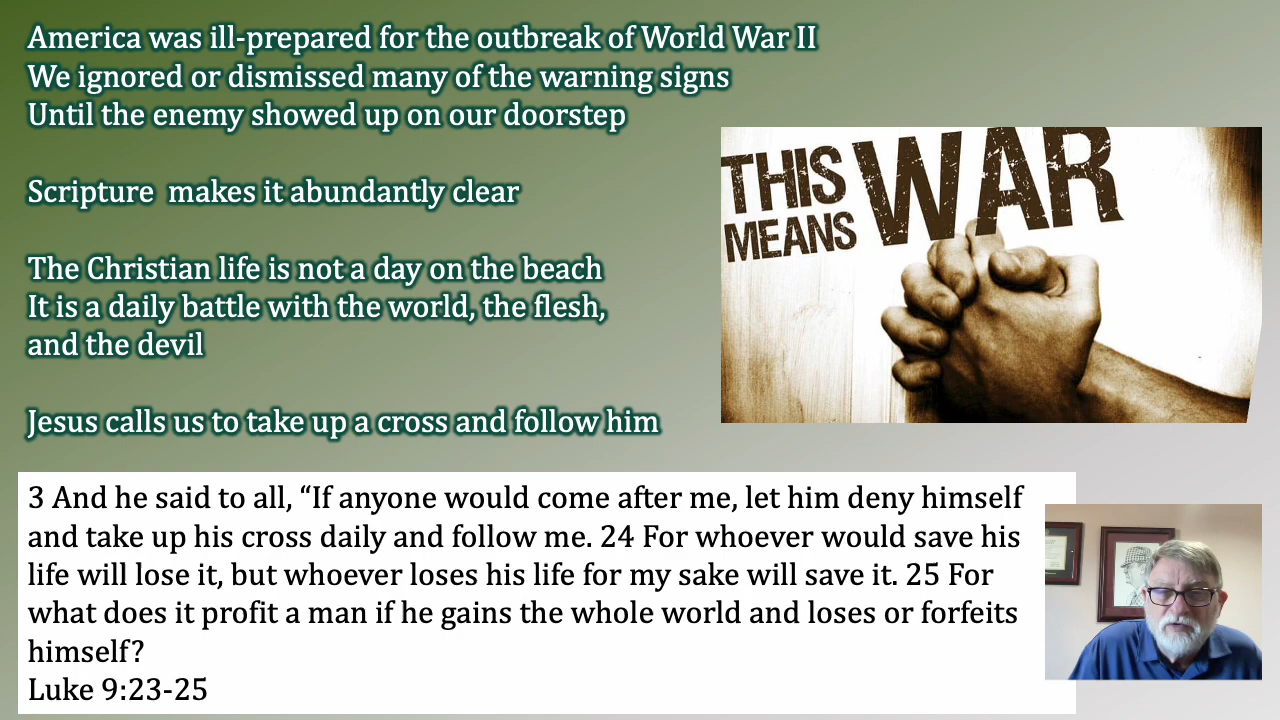 America was ill-prepared for the outbreak of World War II
We ignored or dismissed many of the warning signs
Until the enemy showed up on our doorstep
Scripture  makes it abundantly clear
The Christian life is not a day on the beach
It is a daily battle with the world, the flesh,
and the devil
Jesus calls us to take up a cross and follow him
THIS
MEANS
WAR
3 And he said to all, “If anyone would come after me, let him deny himself
and take up his cross daily and follow me. 24 For whoever would save his
life will lose it, but whoever loses his life for my sake will save it. 25 For
what does it profit a man if he gains the whole world and loses or forfeits
himself?
Luke 9:23-25